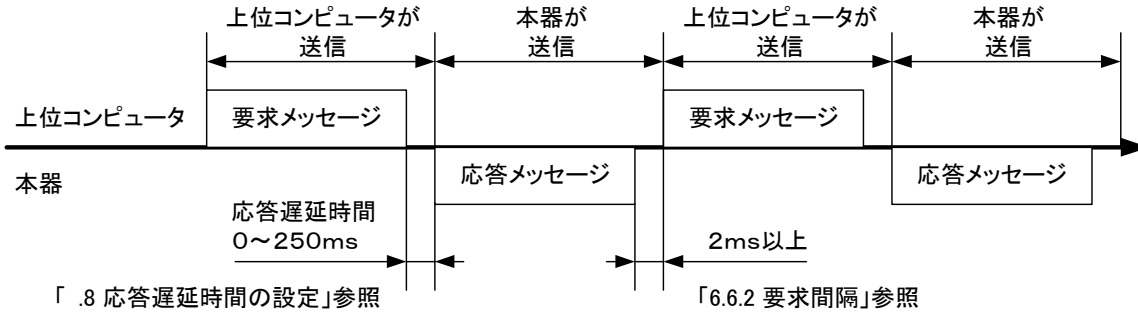 上位コンピュータが
送信
本器が
送信
上位コンピュータが
送信
本器が
送信
上位コンピュータ
要求メッセージ
要求メッセージ
本器
応答メッセージ
応答メッセージ
応答遅延時間
0~250ms
2ms以上
「 .8 応答遅延時間の設定」参照
「6.6.2 要求間隔」参照